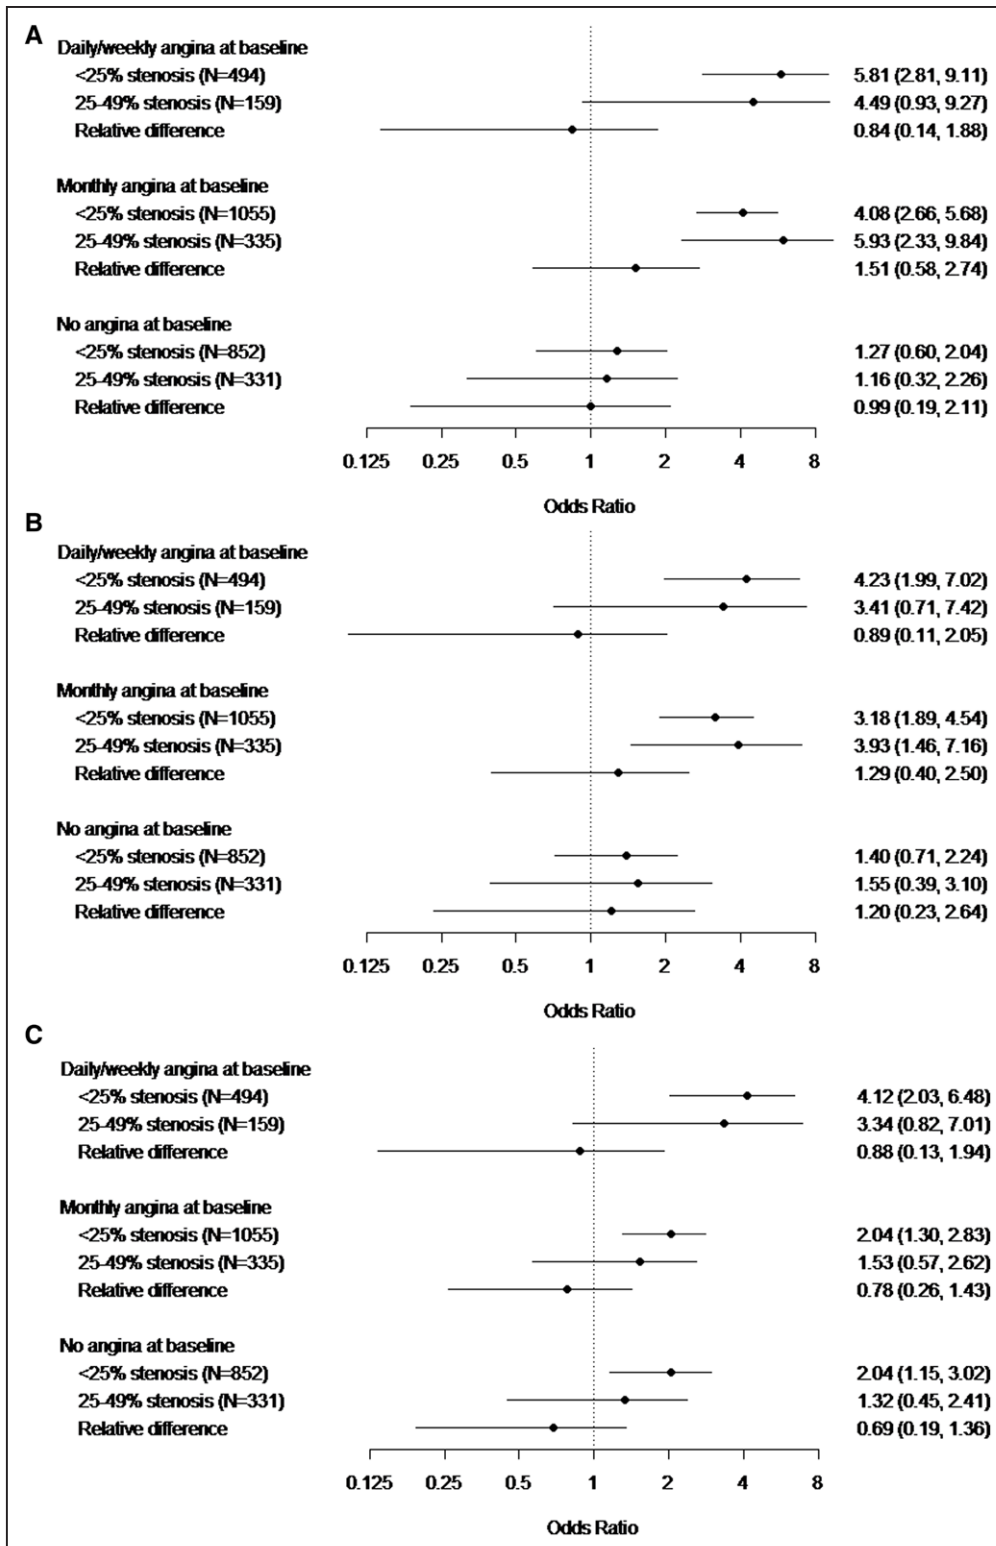 A
Daily/weekly angina at baseline
<25% stenosis (N=494) 5.81 (2.81, 9.11)
25-49% stenosis (N=159) 4.49 (0.93, 9.27)
Relative difference 0.84 (0.14, 1.88)
Monthly angina at baseline
<25% stenosis (N=1055) 4.08 (2.66, 5.68)
25-49% stenosis (N=335) 5.93 (2.33, 9.84)
Relative difference 1.51 (0.58, 2.74)
No angina at baseline
<25% stenosis (N=852) 1.27 (0.60, 2.04)
25-49% stenosis (N=331) 1.16 (0.32, 2.26)
Relative difference 0.99 (0.19, 2.11)
0.125 0.25 0.5 1 2 4 8
Odds Ratio
B
Daily/weekly angina at baseline
<25% stenosis (N=494) 4.23 (1.99, 7.02)
25-49% stenosis (N=159) 3.41 (0.71, 7.42)
Relative difference 0.89 (0.11, 2.05)
Monthly angina at baseline
<25% stenosis (N=1055) 3.18 (1.89, 4.54)
25-49% stenosis (N=335) 3.93 (1.46, 7.16)
Relative difference 1.29 (0.40, 2.50)
No angina at baseline
<25% stenosis (N=852) 1.40 (0.71, 2.24)
25-49% stenosis (N=331) 1.55 (0.39, 3.10)
Relative difference 1.20 (0.23, 2.64)
0.125 0.25 0.5 1 2 4 8
Odds Ratio
C
Daily/weekly angina at baseline
<25% stenosis (N=494) 4.12 (2.03, 6.48)
25-49% stenosis (N=159) 3.34 (0.82, 7.01)
Relative difference 0.88 (0.13, 1.94)
Monthly angina at baseline
<25% stenosis (N=1055) 2.04 (1.30, 2.83)
25-49% stenosis (N=335) 1.53 (0.57, 2.62)
Relative difference 0.78 (0.26, 1.43)
No angina at baseline
<25% stenosis (N=852) 2.04 (1.15, 3.02)
25-49% stenosis (N=331) 1.32 (0.45, 2.41)
Relative difference 0.69 (0.19, 1.36)
0.125 0.25 0.5 1 2 4 8
Odds Ratio